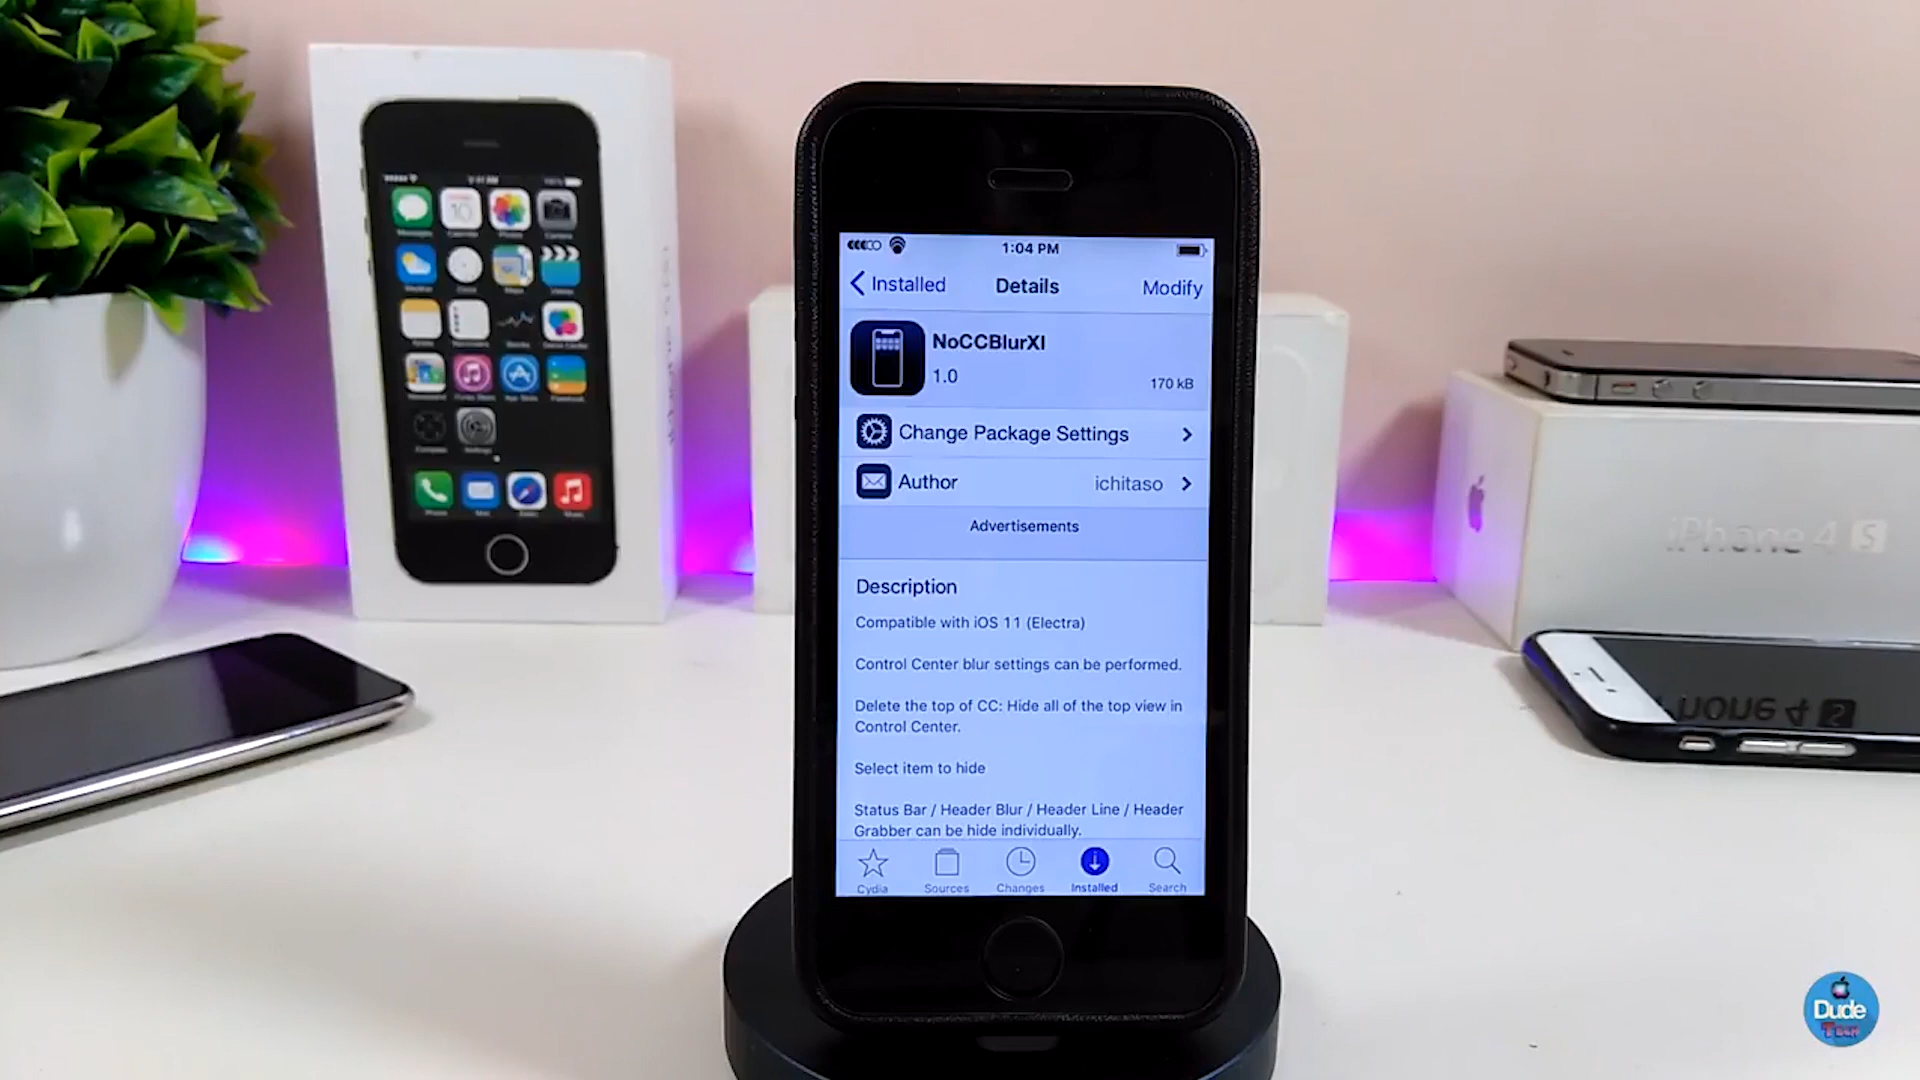 1:04 PM
Installed
Details
Modify
NoCCBlurXI
1.0
170 kB
Change Package Settings
Author
ichitaso
Advertisements
Description
Compatible with iOS 11 (Electra)
Control Center blur settings can be performed.
Delete the top of CC: Hide all of the top view in
Control Center.
Select item to hide
Status Bar / Header Blur / Header Line / Header
Grabber can be hide individually.
Cydia
Sources
Changes
Installed
Search
iPhone 4 S
Dude
Tech